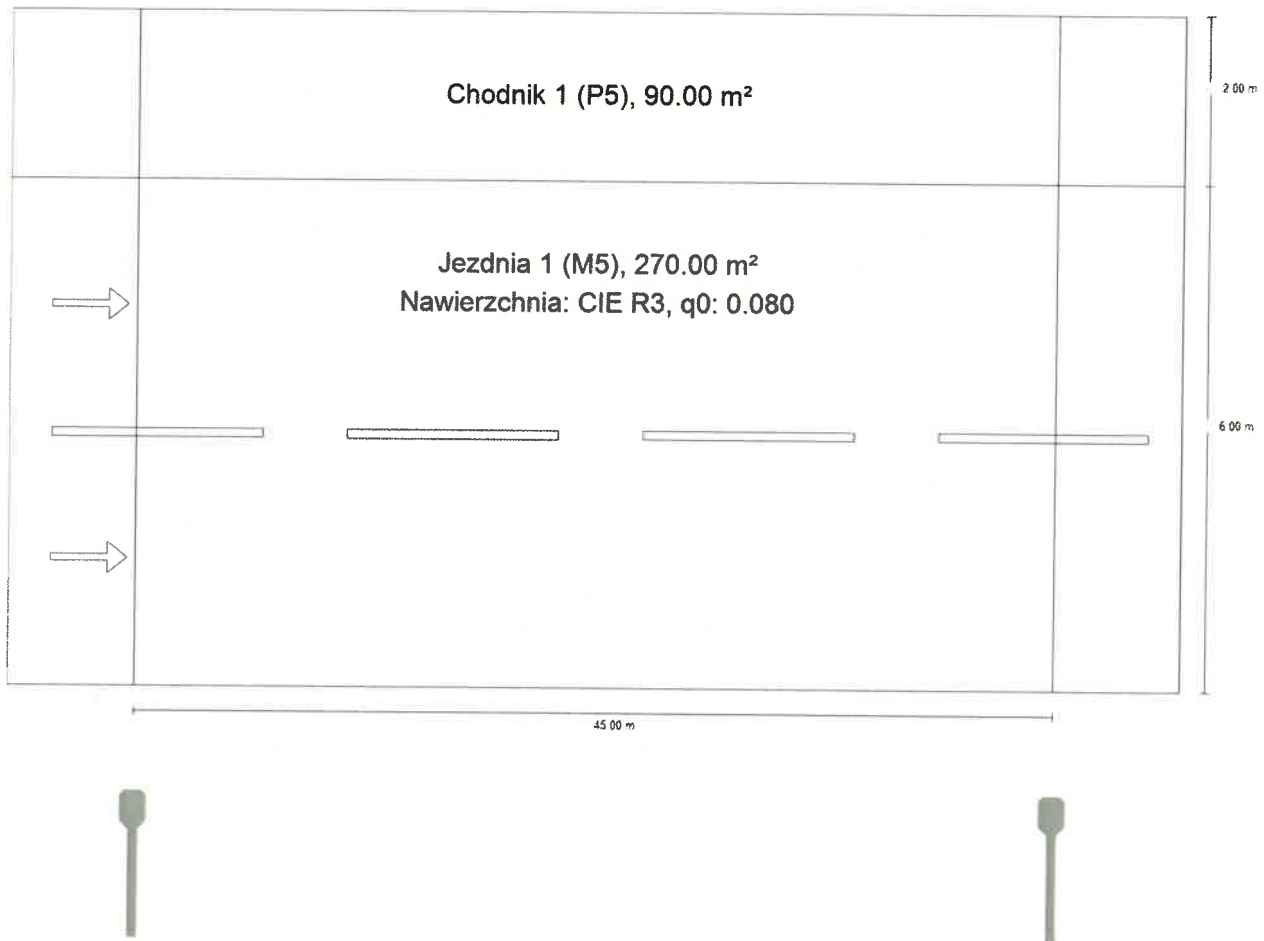 Chodnik 1 (P5), 90.00 m²
2 00 m
Jezdnia 1 (M5), 270.00 m²
Nawierzchnia: CIE R3, q0: 0.080
6 00 m
45 00 m